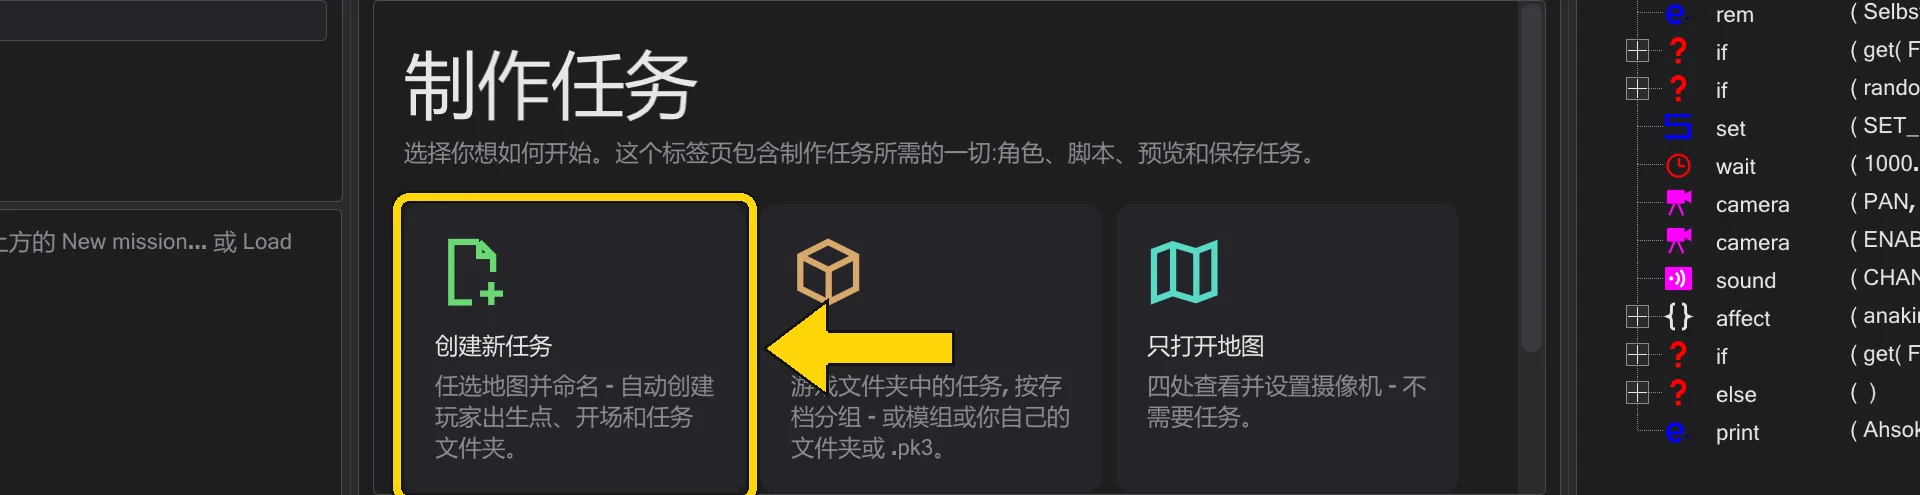 上方的 New mission... 或 Load
制作任务
选择你想如何开始。这个标签页包含制作任务所需的一切:角色、脚本、预览和保存任务。
创建新任务
任选地图并命名 - 自动创建
玩家出生点、开场和任务
文件夹。
游戏文件夹中的任务, 按存
档分组 - 或模组或你自己的
文件夹或 .pk3。
只打开地图
四处查看并设置摄像机 - 不
需要任务。
rem ( Selbs
if ( get( F
if ( rando
set ( SET_
wait ( 1000.
camera ( PAN,
camera ( ENAB
sound ( CHAN
affect ( anakin
if ( get( F
else ( )
print ( Ahsok